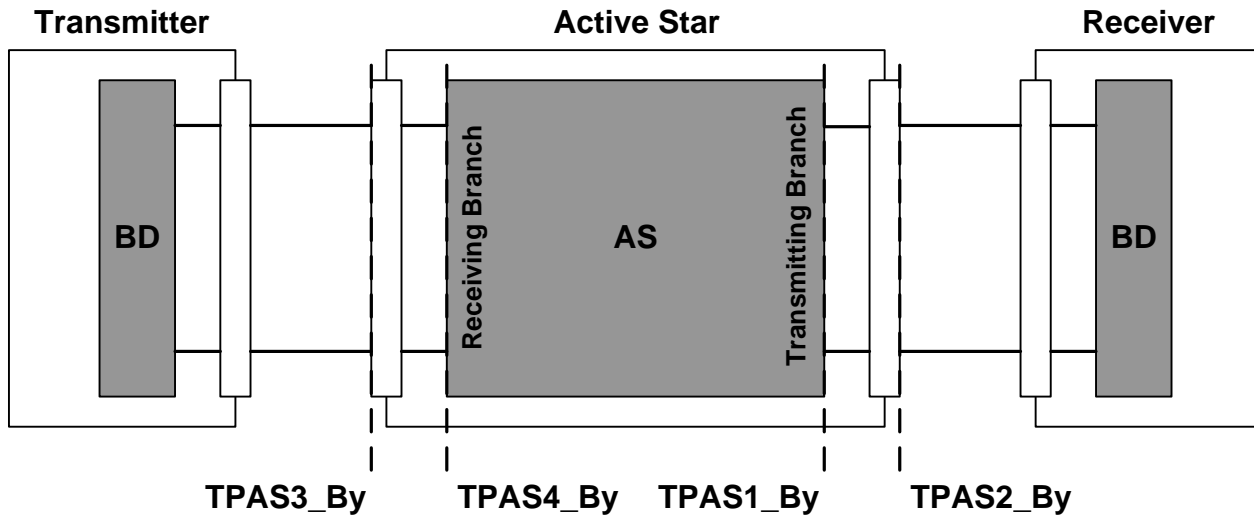 Transmitter Active Star Receiver
BD
Receiving Branch
AS
Transmitting Branch
BD
TPAS3_By TPAS4_By TPAS1_By TPAS2_By